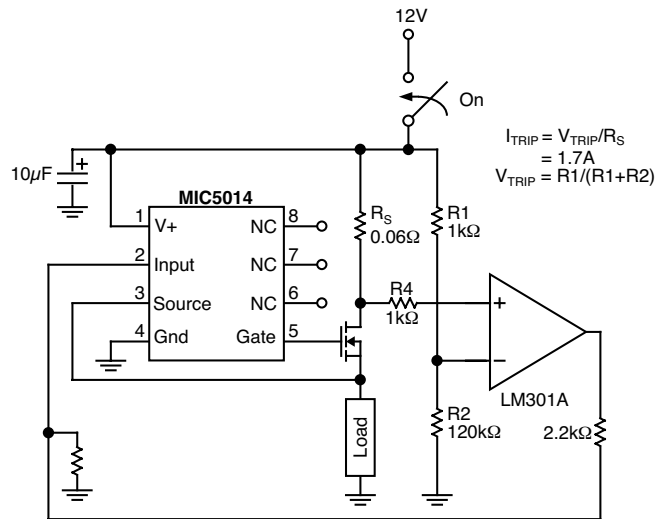 12V
On
I_TRIP = V_TRIP/R_S
= 1.7A
V_TRIP = R1/(R1+R2)
10µF
+
MIC5014
1 V+ NC 8
2 Input NC 7
3 Source NC 6
4 Gnd Gate 5
R_S
0.06Ω
R1
1kΩ
R4
1kΩ
+
−
LM301A
R2
120kΩ
2.2kΩ
Load